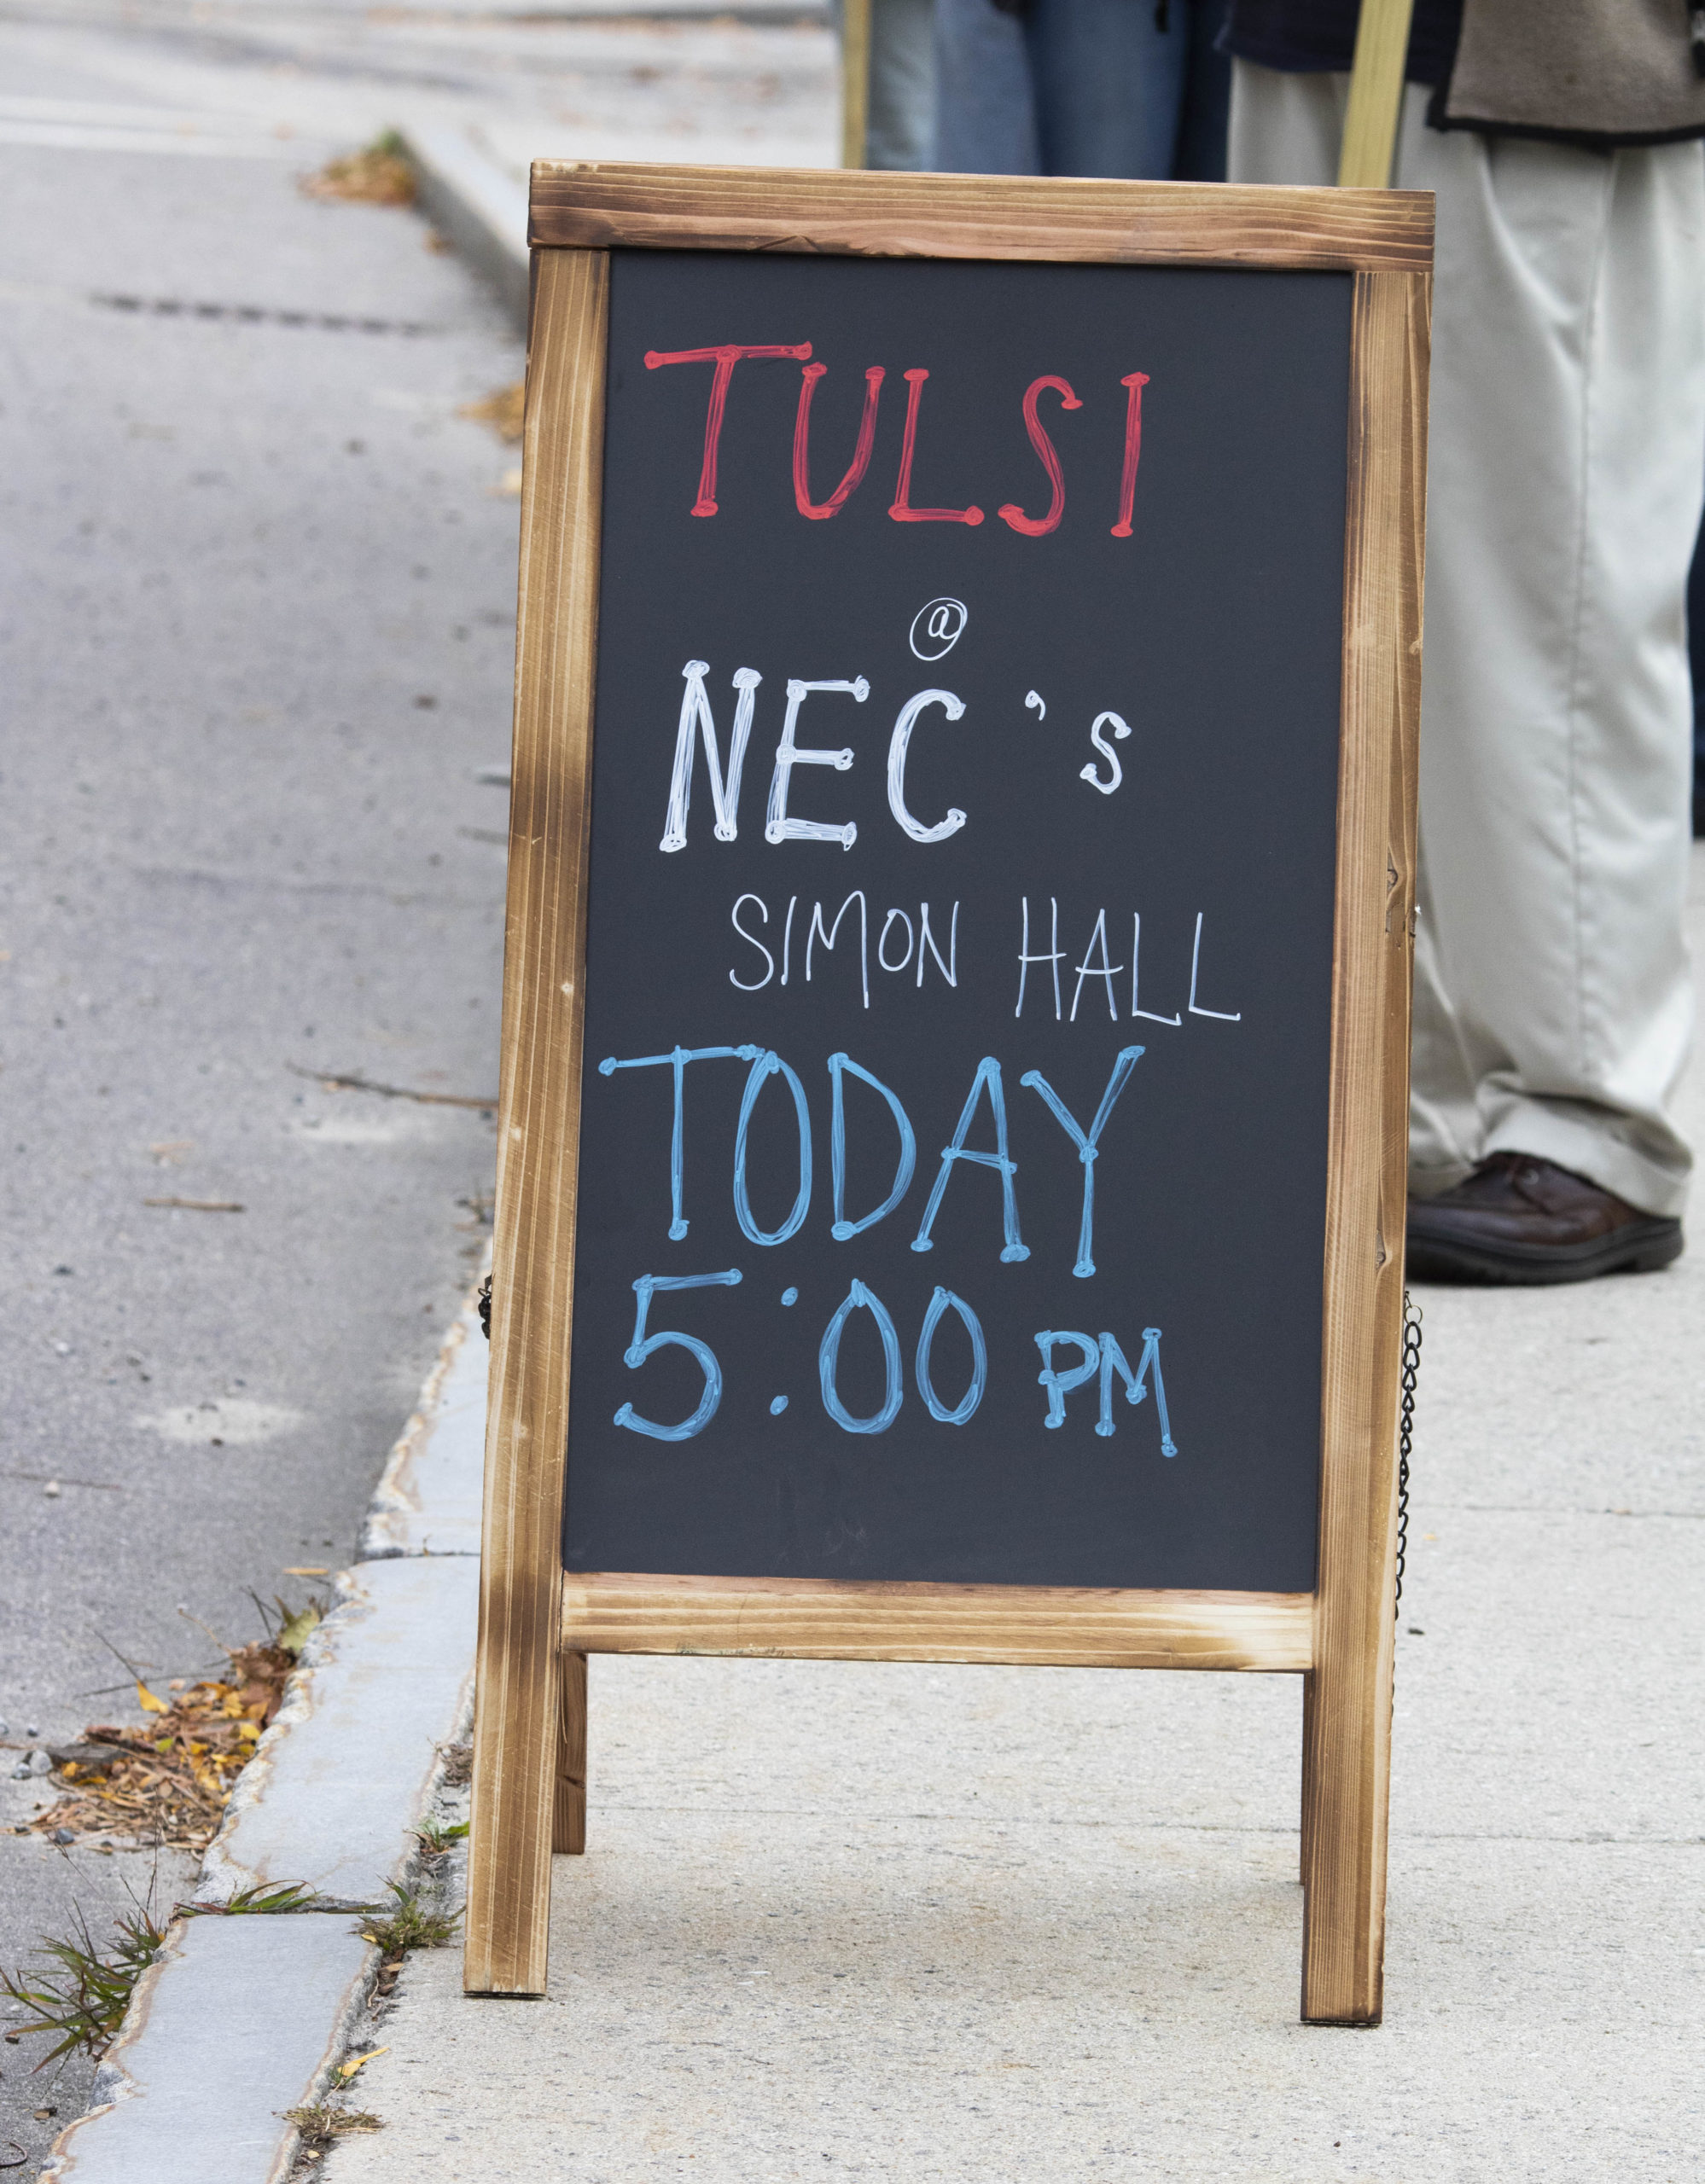 TULSI
@
NEC's
SIMON HALL
TODAY
5:00 PM